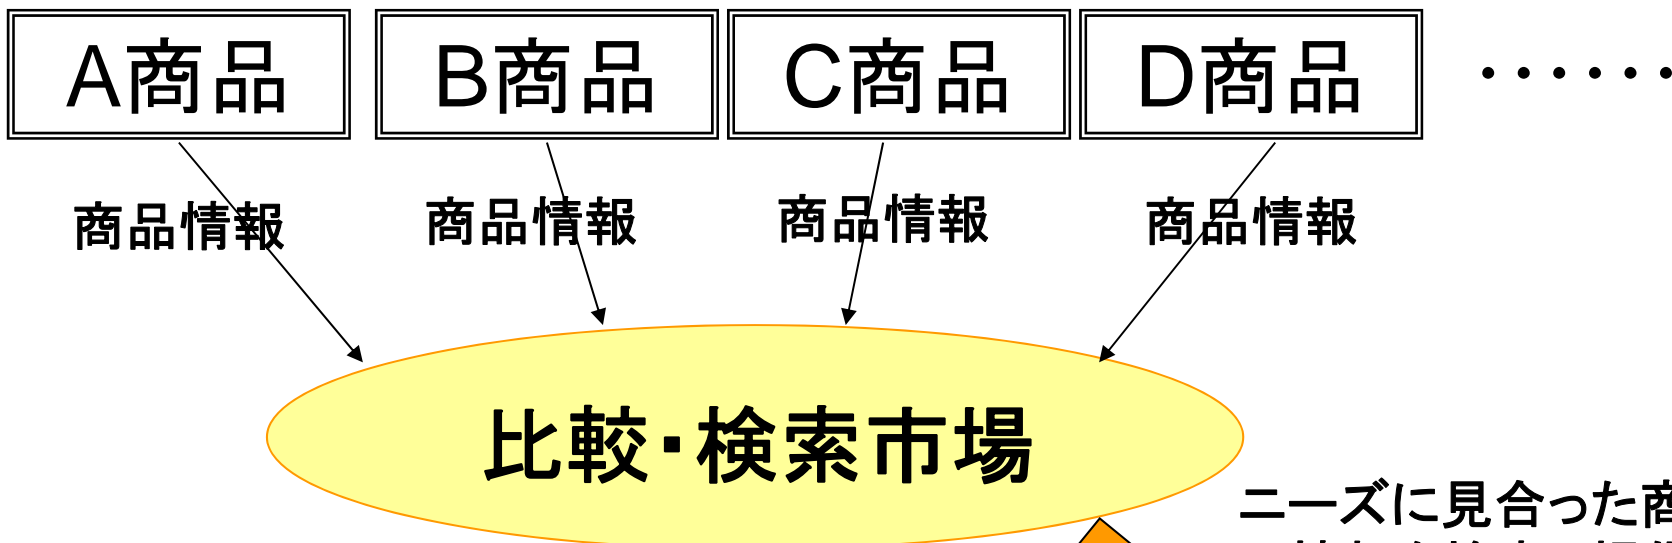 A商品 B商品 C商品 D商品 ・・・・・・
商品情報 商品情報 商品情報 商品情報
比較・検索市場
ニーズに見合った商